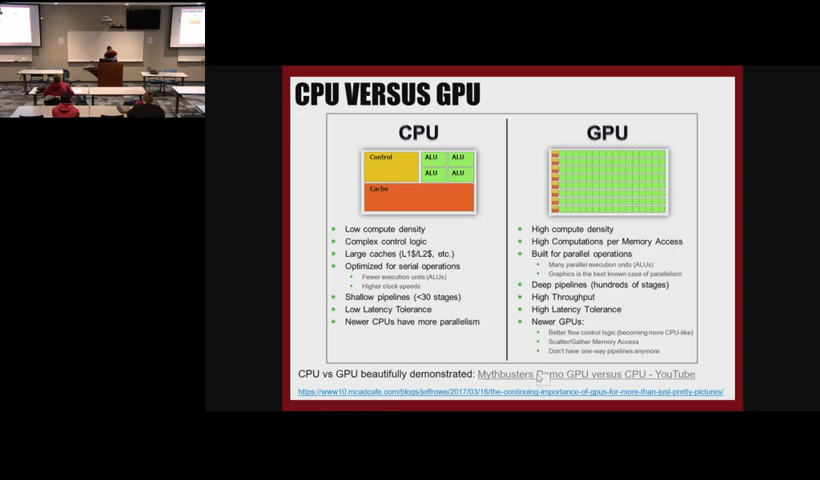 CPU VERSUS GPU
CPU
Control
ALU ALU
ALU ALU
Cache
Low compute density
Complex control logic
Large caches (L1$/L2$, etc.)
Optimized for serial operations
Fewer execution units (ALUs)
Higher clock speeds
Shallow pipelines (<30 stages)
Low Latency Tolerance
Newer CPUs have more parallelism
GPU
High compute density
High Computations per Memory Access
Built for parallel operations
Many parallel execution units (ALUs)
Graphics is the best known case of parallelism
Deep pipelines (hundreds of stages)
High Throughput
High Latency Tolerance
Newer GPUs:
Better flow control logic (becoming more CPU-like)
Scatter/Gather Memory Access
Don't have one-way pipelines anymore
CPU vs GPU beautifully demonstrated: Mythbusters Demo GPU versus CPU - YouTube
https://www10.mcadcafe.com/blogs/jeffrowe/2017/03/16/the-continuing-importance-of-gpus-for-more-than-just-pretty-pictures/